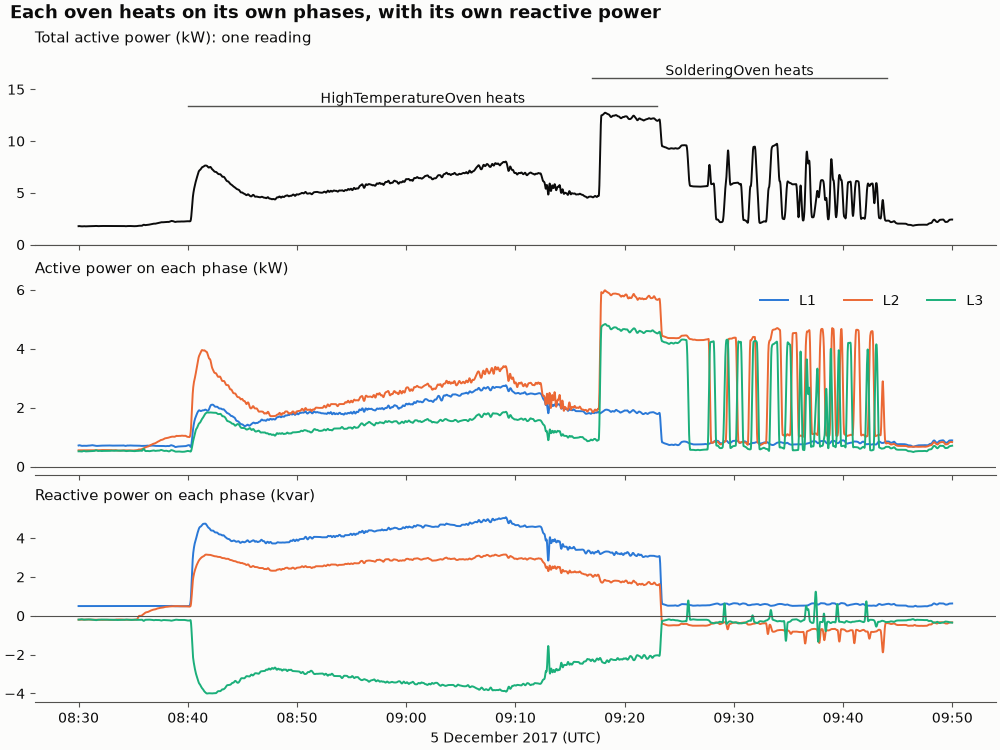 Each oven heats on its own phases, with its own reactive power
Total active power (kW): one reading
SolderingOven heats
HighTemperatureOven heats
15
10
5
0
Active power on each phase (kW)
L1 L2 L3
6
4
2
0
Reactive power on each phase (kvar)
4
2
0
−2
−4
08:30 08:40 08:50 09:00 09:10 09:20 09:30 09:40 09:50
5 December 2017 (UTC)